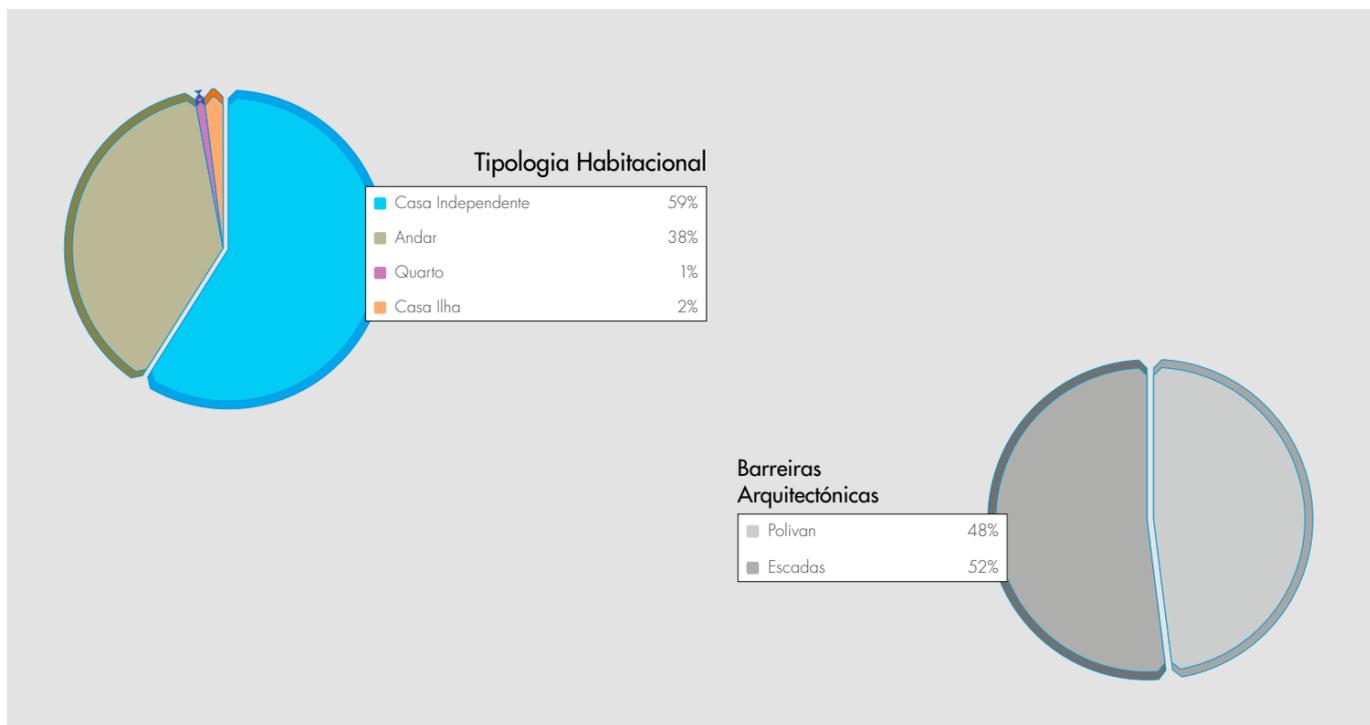 Tipologia Habitacional
Casa Independente 59%
Andar 38%
Quarto 1%
Casa Ilha 2%
Barreiras
Arquitectónicas
Polivan 48%
Escadas 52%